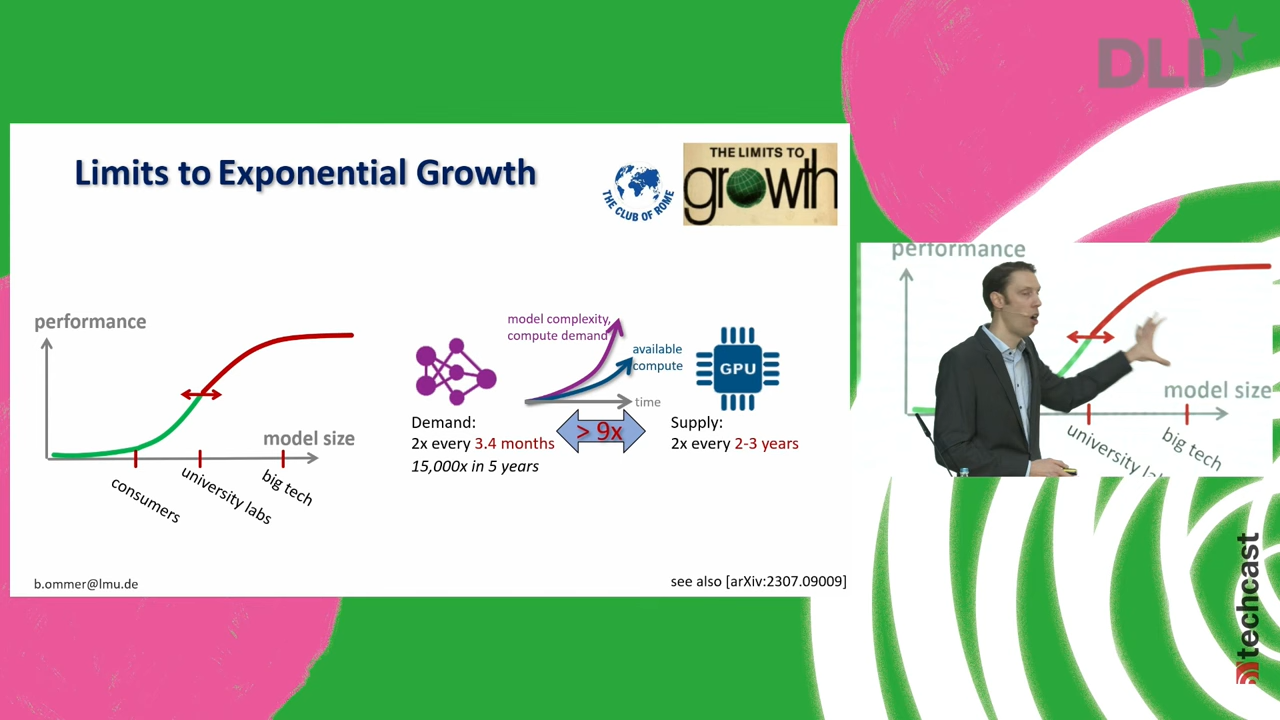 DLD
Limits to Exponential Growth
THE CLUB OF ROME
THE LIMITS TO
growth
performance
model size
consumers
university labs
big tech
model complexity,
compute demand
available
compute
time
GPU
Demand:
2x every 3.4 months
15,000x in 5 years
> 9x
Supply:
2x every 2-3 years
b.ommer@lmu.de
see also [arXiv:2307.09009]
performance
model size
university
big tech
techcast